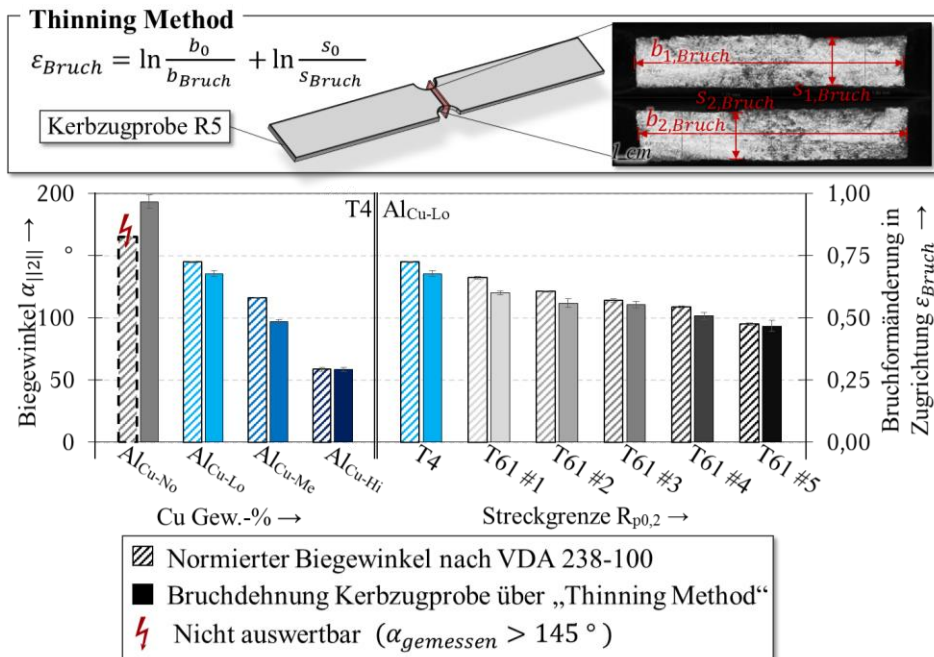 Thinning Method
ε_Bruch = ln b_0/b_Bruch + ln s_0/s_Bruch
Kerbzugprobe R5
b_1,Bruch
s_1,Bruch
s_2,Bruch
b_2,Bruch
1 cm
Biegewinkel α_||2|| →
200
°
100
50
0
T4
Al_Cu-Lo
1,00
0,75
0,50
0,25
0,00
Bruchformänderung in
Zugrichtung ε_Bruch →
Al_Cu-No
Al_Cu-Lo
Al_Cu-Me
Al_Cu-Hi
T4
T61 #1
T61 #2
T61 #3
T61 #4
T61 #5
Cu Gew.-% →
Streckgrenze R_p0,2 →
Normierter Biegewinkel nach VDA 238-100
Bruchdehnung Kerbzugprobe über „Thinning Method“
Nicht auswertbar (α_gemessen > 145 °)